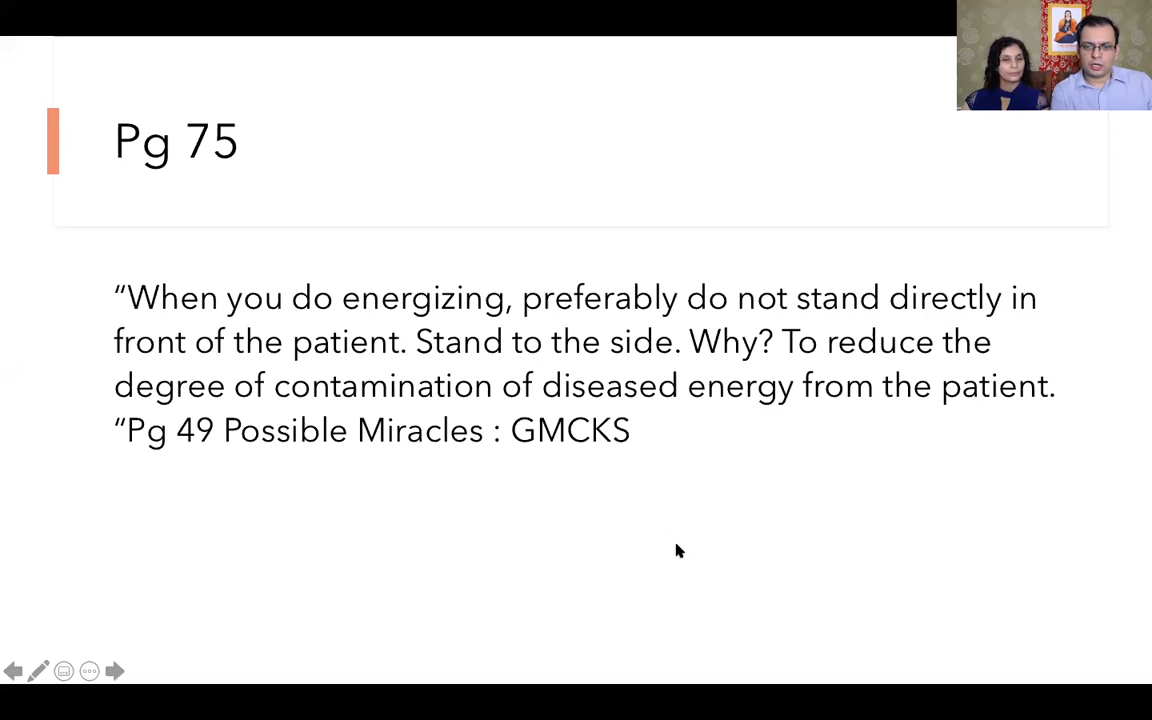 Pg 75
“When you do energizing, preferably do not stand directly in
front of the patient. Stand to the side. Why? To reduce the
degree of contamination of diseased energy from the patient.
“Pg 49 Possible Miracles : GMCKS